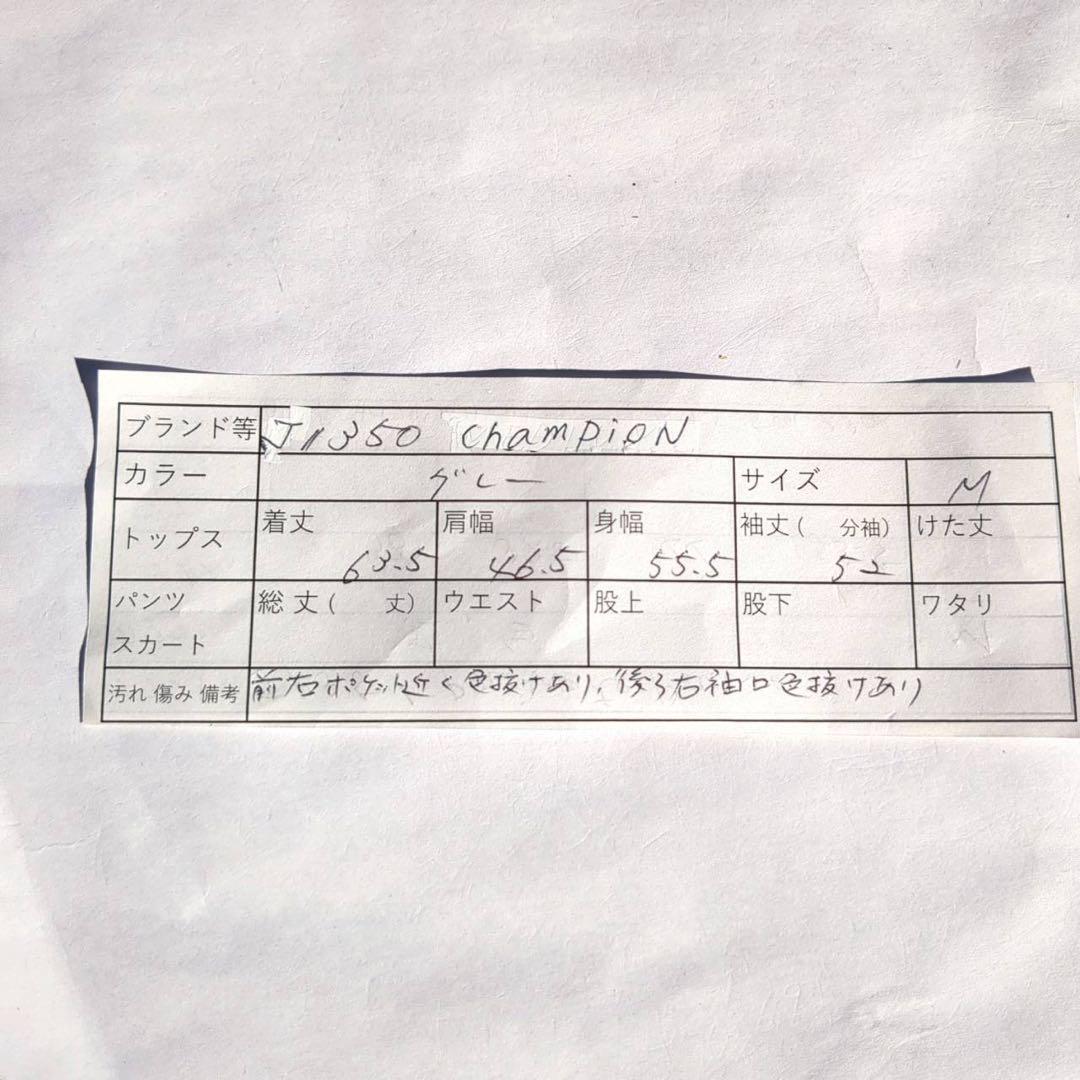 ブランド等 J1350 ChampioN
カラー グレー サイズ M
トップス 着丈 63.5 肩幅 46.5 身幅 55.5 袖丈( 分袖) 52 けた丈
パンツ スカート 総丈( 丈) ウエスト 股上 股下 ワタリ
汚れ 傷み 備考 前右ポケット近く色抜けあり、後ろ右袖口色抜けあり